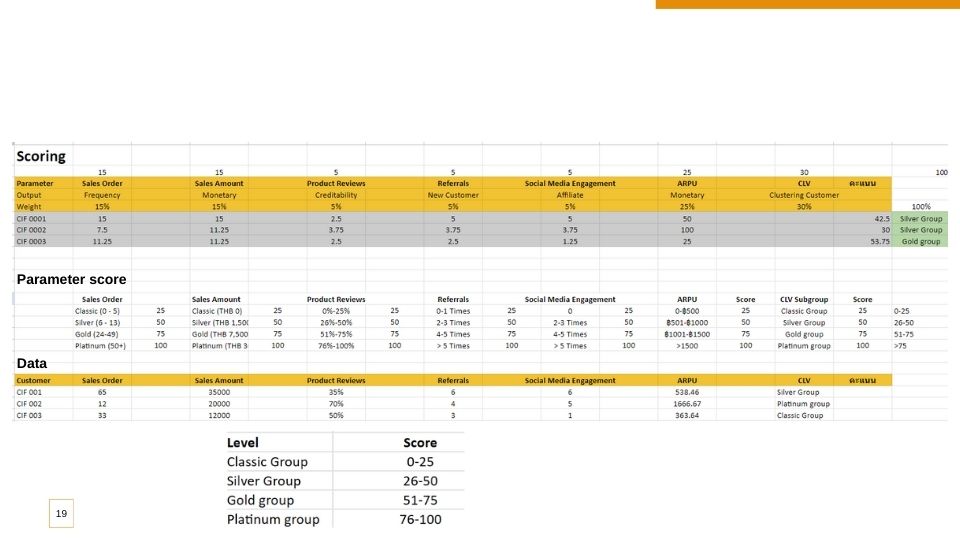 Scoring
15 15 5 5 5 25 30 100
Parameter Sales Order Sales Amount Product Reviews Referrals Social Media Engagement ARPU CLV คะแนน
Output Frequency Monetary Creditability New Customer Affiliate Monetary Clustering Customer
Weight 15% 15% 5% 5% 5% 25% 30% 100%
CIF 0001 15 15 2.5 5 5 50 42.5 Silver Group
CIF 0002 7.5 11.25 3.75 3.75 3.75 100 30 Silver Group
CIF 0003 11.25 11.25 2.5 2.5 1.25 25 53.75 Gold group
Parameter score
Sales Order Sales Amount Product Reviews Referrals Social Media Engagement ARPU Score CLV Subgroup Score
Classic (0 - 5) 25 Classic (THB 0) 25 0%-25% 25 0-1 Times 25 0 25 0-฿500 25 Classic Group 25 0-25
Silver (6 - 13) 50 Silver (THB 1,500 50 26%-50% 50 2-3 Times 50 2-3 Times 50 ฿501-฿1000 50 Silver Group 50 26-50
Gold (24-49) 75 Gold (THB 7,500 75 51%-75% 75 4-5 Times 75 4-5 Times 75 ฿1001-฿1500 75 Gold group 75 51-75
Platinum (50+) 100 Platinum (THB 3 100 76%-100% 100 > 5 Times 100 > 5 Times 100 >1500 100 Platinum group 100 >75
Data
Customer Sales Order Sales Amount Product Reviews Referrals Social Media Engagement ARPU CLV คะแนน
CIF 001 65 35000 35% 6 6 538.46 Silver Group
CIF 002 12 20000 70% 4 5 1666.67 Platinum group
CIF 003 33 12000 50% 3 1 363.64 Classic Group
Level Score
Classic Group 0-25
Silver Group 26-50
Gold group 51-75
Platinum group 76-100
19